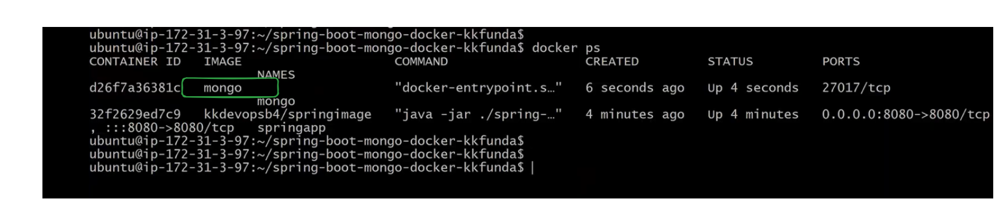 ubuntu@ip-172-31-3-97:~/spring-boot-mongo-docker-kkfunda$
ubuntu@ip-172-31-3-97:~/spring-boot-mongo-docker-kkfunda$ docker ps
CONTAINER ID   IMAGE                    COMMAND                  CREATED         STATUS         PORTS
                      NAMES
d26f7a36381c   mongo                    "docker-entrypoint.s…"   6 seconds ago   Up 4 seconds   27017/tcp
                      mongo
32f2629ed7c9   kkdevopsb4/springimage   "java -jar ./spring-…"   4 minutes ago   Up 4 minutes   0.0.0.0:8080->8080/tcp
, :::8080->8080/tcp   springapp
ubuntu@ip-172-31-3-97:~/spring-boot-mongo-docker-kkfunda$
ubuntu@ip-172-31-3-97:~/spring-boot-mongo-docker-kkfunda$
ubuntu@ip-172-31-3-97:~/spring-boot-mongo-docker-kkfunda$